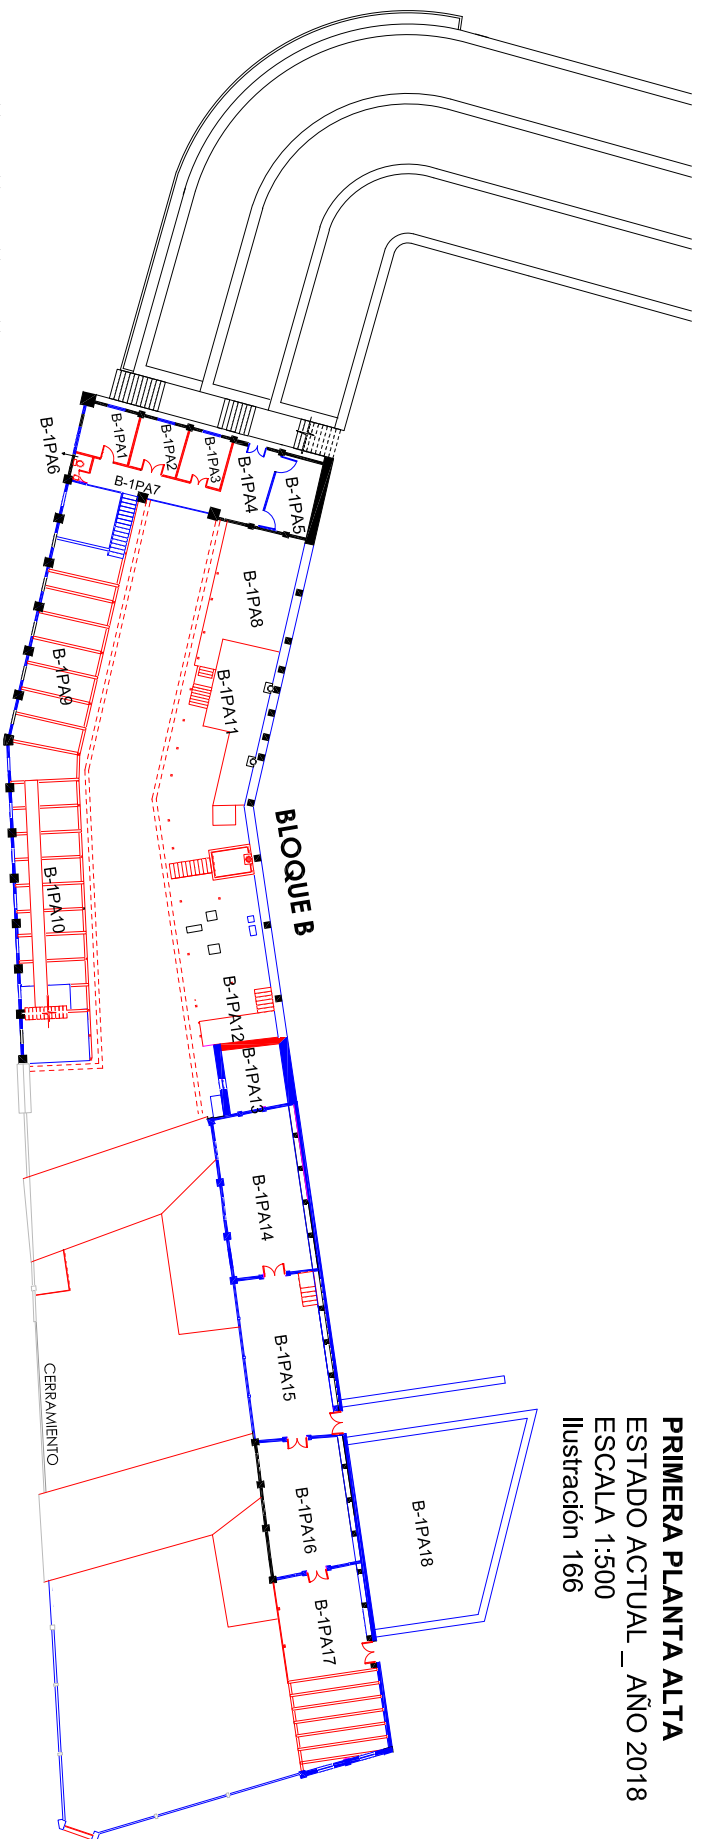 PRIMERA PLANTA ALTA
ESTADO ACTUAL _ AÑO 2018
ESCALA 1:500
Ilustración 166
BLOQUE B
B-1PA1
B-1PA2
B-1PA3
B-1PA4
B-1PA5
B-1PA6
B-1PA7
B-1PA8
B-1PA9
B-1PA10
B-1PA11
B-1PA12
B-1PA13
B-1PA14
B-1PA15
B-1PA16
B-1PA17
B-1PA18
CERRAMIENTO